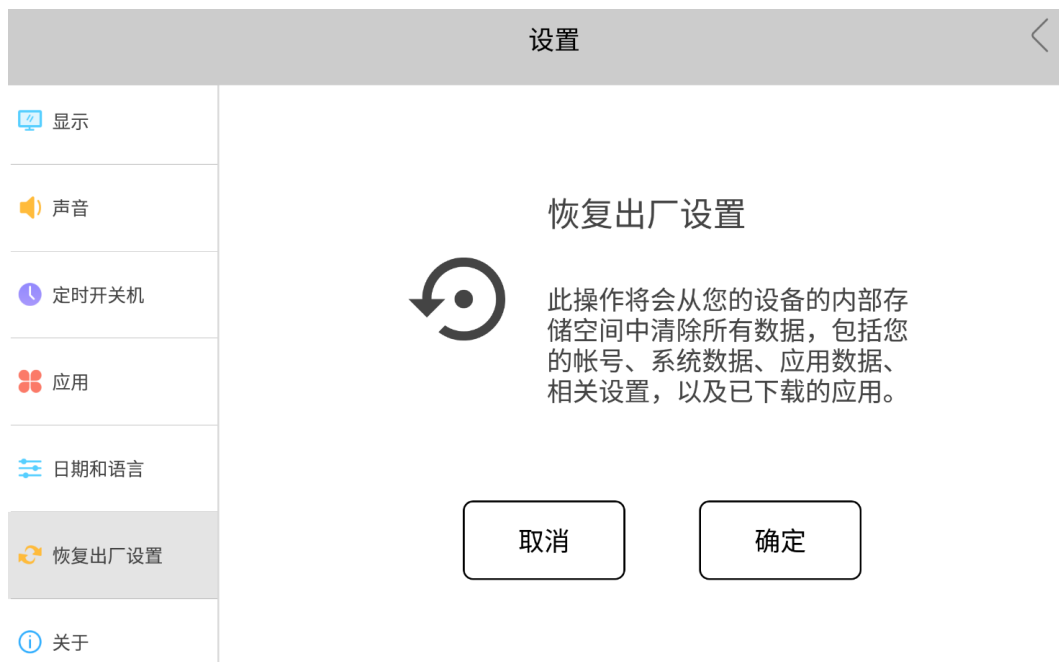 设置
显示
声音
定时开关机
应用
日期和语言
恢复出厂设置
关于
恢复出厂设置
此操作将会从您的设备的内部存
储空间中清除所有数据，包括您
的帐号、系统数据、应用数据、
相关设置，以及已下载的应用。
取消
确定